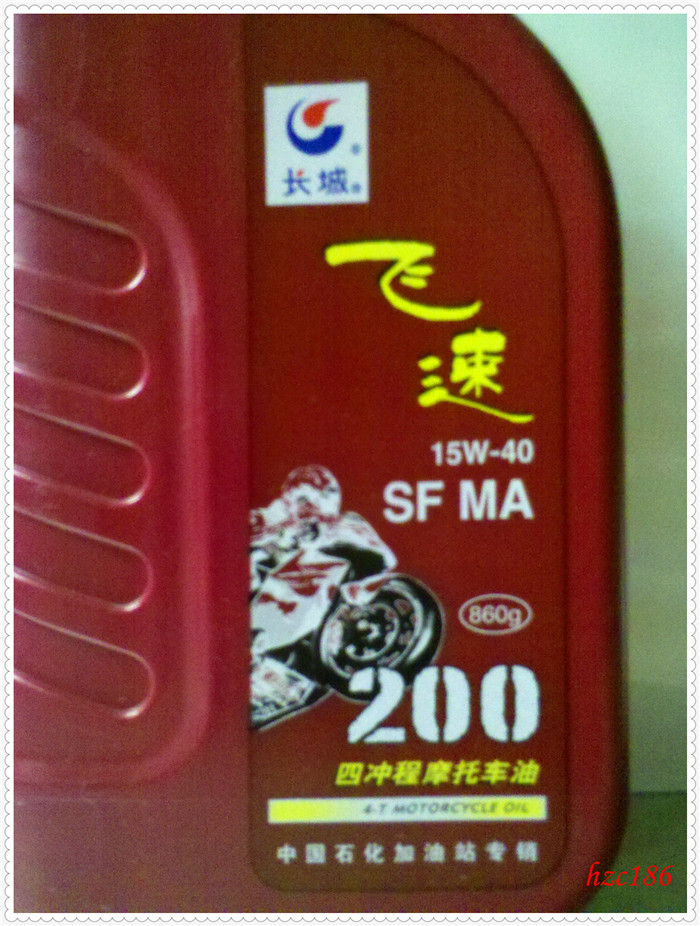 长城
飞速
15W-40
SF MA
860g
200
四冲程摩托车油
4-T MOTORCYCLE OIL
中国石化加油站专销
hzc186